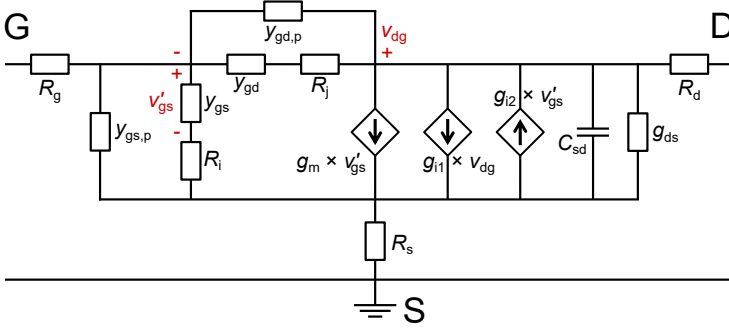 G
D
y_gd,p
v_dg
-
+
+
-
R_g
y_gd
R_j
R_d
v'_gs
y_gs
g_i2 × v'_gs
y_gs,p
R_i
g_m × v'_gs
g_i1 × v_dg
C_sd
g_ds
R_s
S